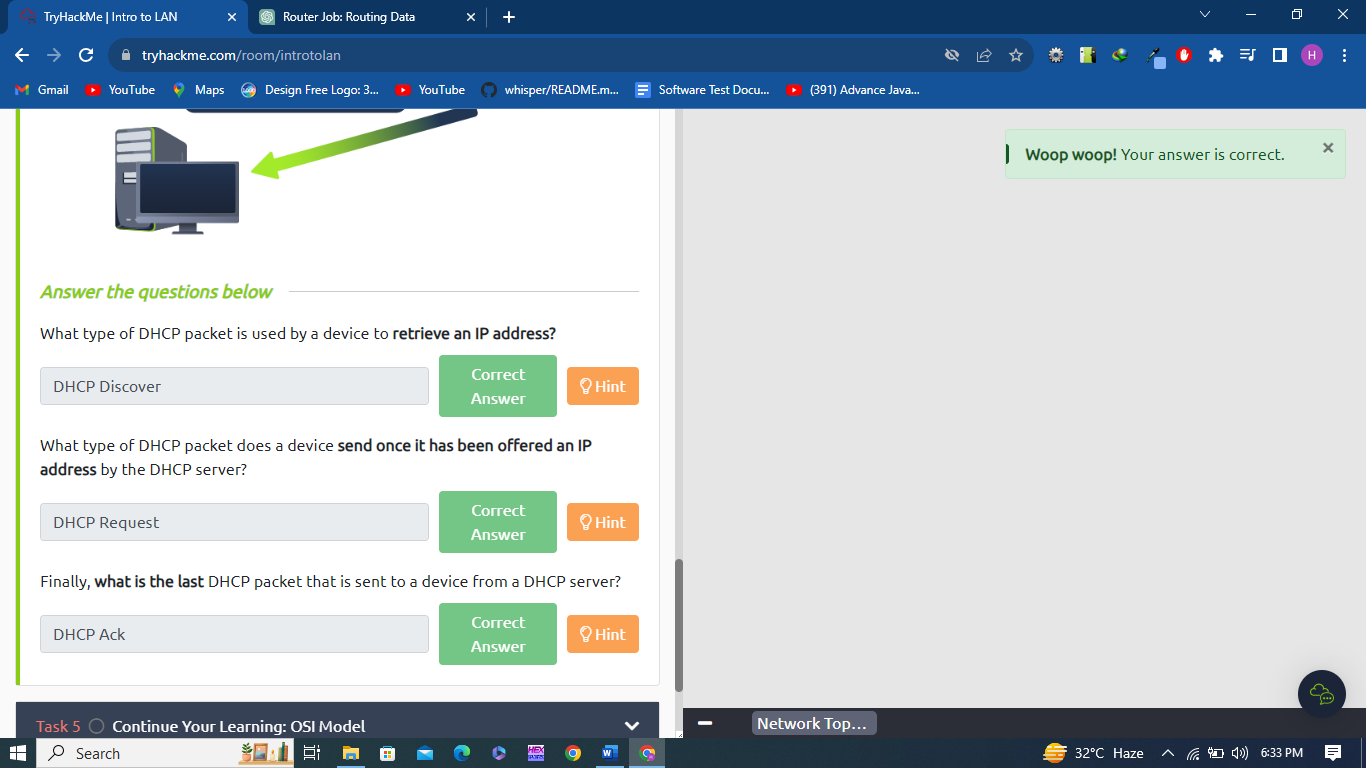 TryHackMe | Intro to LAN
Router Job: Routing Data
tryhackme.com/room/introtolan
H
Gmail
YouTube
Maps
Design Free Logo: 3...
YouTube
whisper/README.m...
Software Test Docu...
(391) Advance Java...
Woop woop! Your answer is correct.
Answer the questions below
What type of DHCP packet is used by a device to retrieve an IP address?
DHCP Discover
Correct
Answer
Hint
What type of DHCP packet does a device send once it has been offered an IP
address by the DHCP server?
DHCP Request
Correct
Answer
Hint
Finally, what is the last DHCP packet that is sent to a device from a DHCP server?
DHCP Ack
Correct
Answer
Hint
Task 5 Continue Your Learning: OSI Model
Network Top...
Search
HEX
32°C Haze
6:33 PM